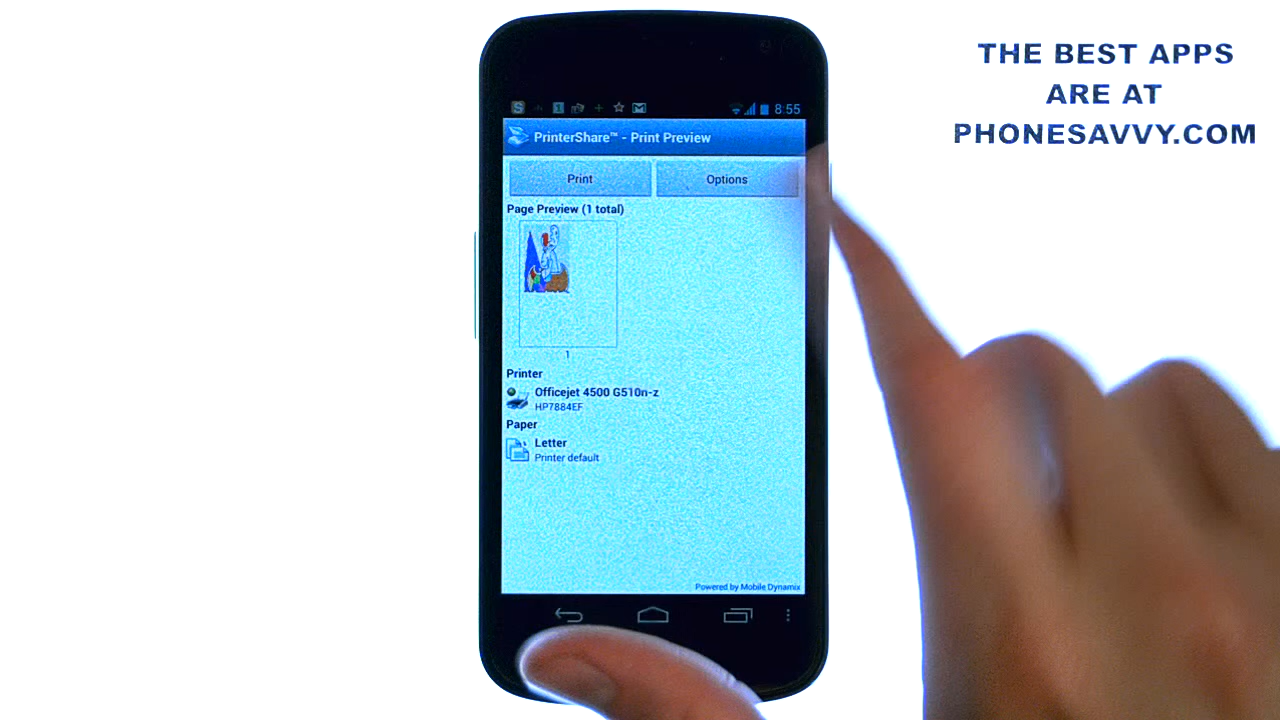 THE BEST APPS
ARE AT
PHONESAVVY.COM
8:55
PrinterShare™ - Print Preview
Print Options
Page Preview (1 total)
1
Printer
Officejet 4500 G510n-z
HP7884EF
Paper
Letter
Printer default
Powered by Mobile Dynamix